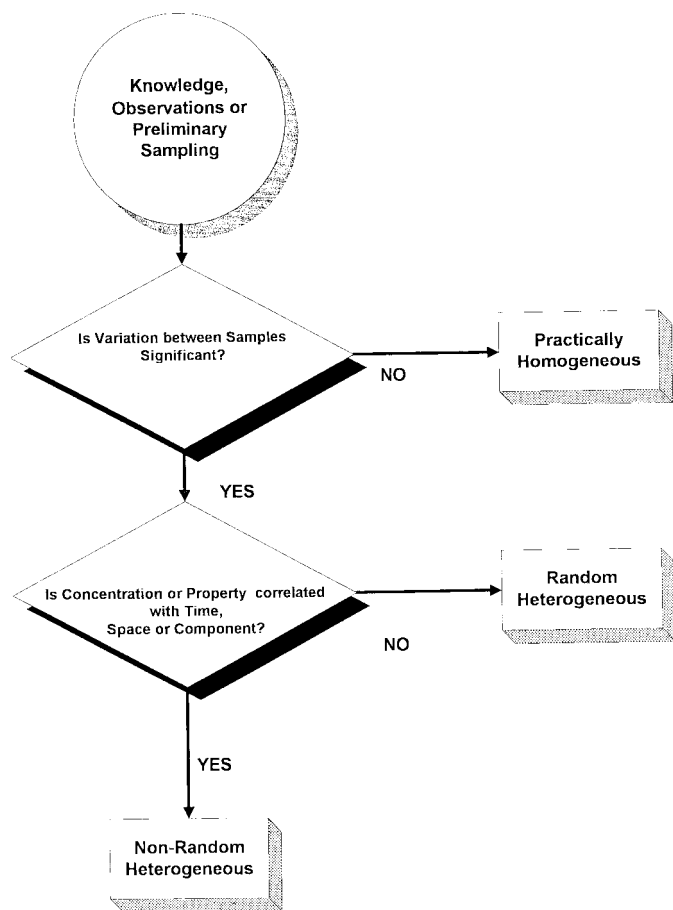 Knowledge,
Observations or
Preliminary
Sampling
Is Variation between Samples
Significant?
NO
Practically
Homogeneous
YES
Is Concentration or Property correlated
with Time,
Space or Component?
NO
Random
Heterogeneous
YES
Non-Random
Heterogeneous